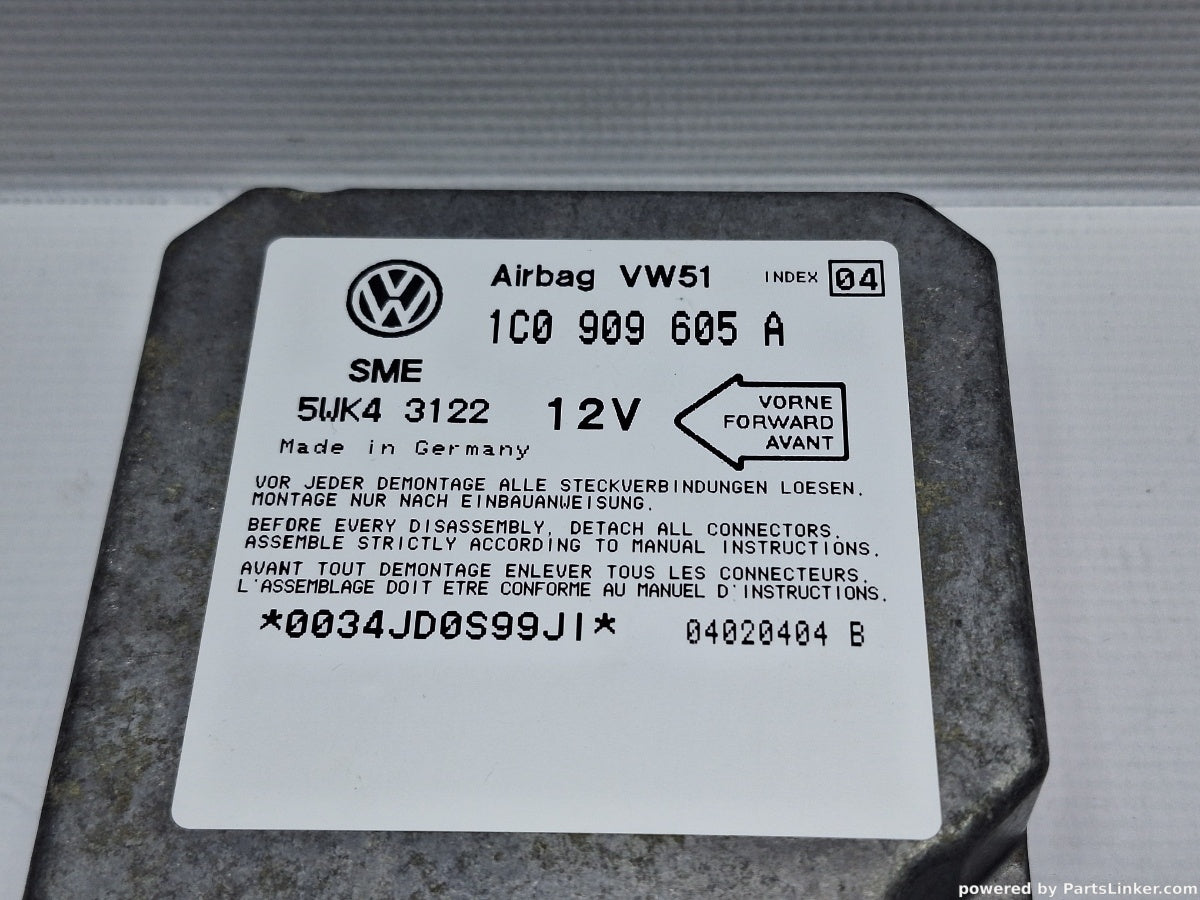 Airbag VW51 INDEX 04
1C0 909 605 A
SME
5WK4 3122 12V
VORNE
FORWARD
AVANT
Made in Germany
VOR JEDER DEMONTAGE ALLE STECKVERBINDUNGEN LOESEN.
MONTAGE NUR NACH EINBAUANWEISUNG.
BEFORE EVERY DISASSEMBLY, DETACH ALL CONNECTORS.
ASSEMBLE STRICTLY ACCORDING TO MANUAL INSTRUCTIONS.
AVANT TOUT DEMONTAGE ENLEVER TOUS LES CONNECTEURS.
L'ASSEMBLAGE DOIT ETRE CONFORME AU MANUEL D'INSTRUCTIONS.
*0034JD0S99JI* 04020404 B
powered by PartsLinker.com